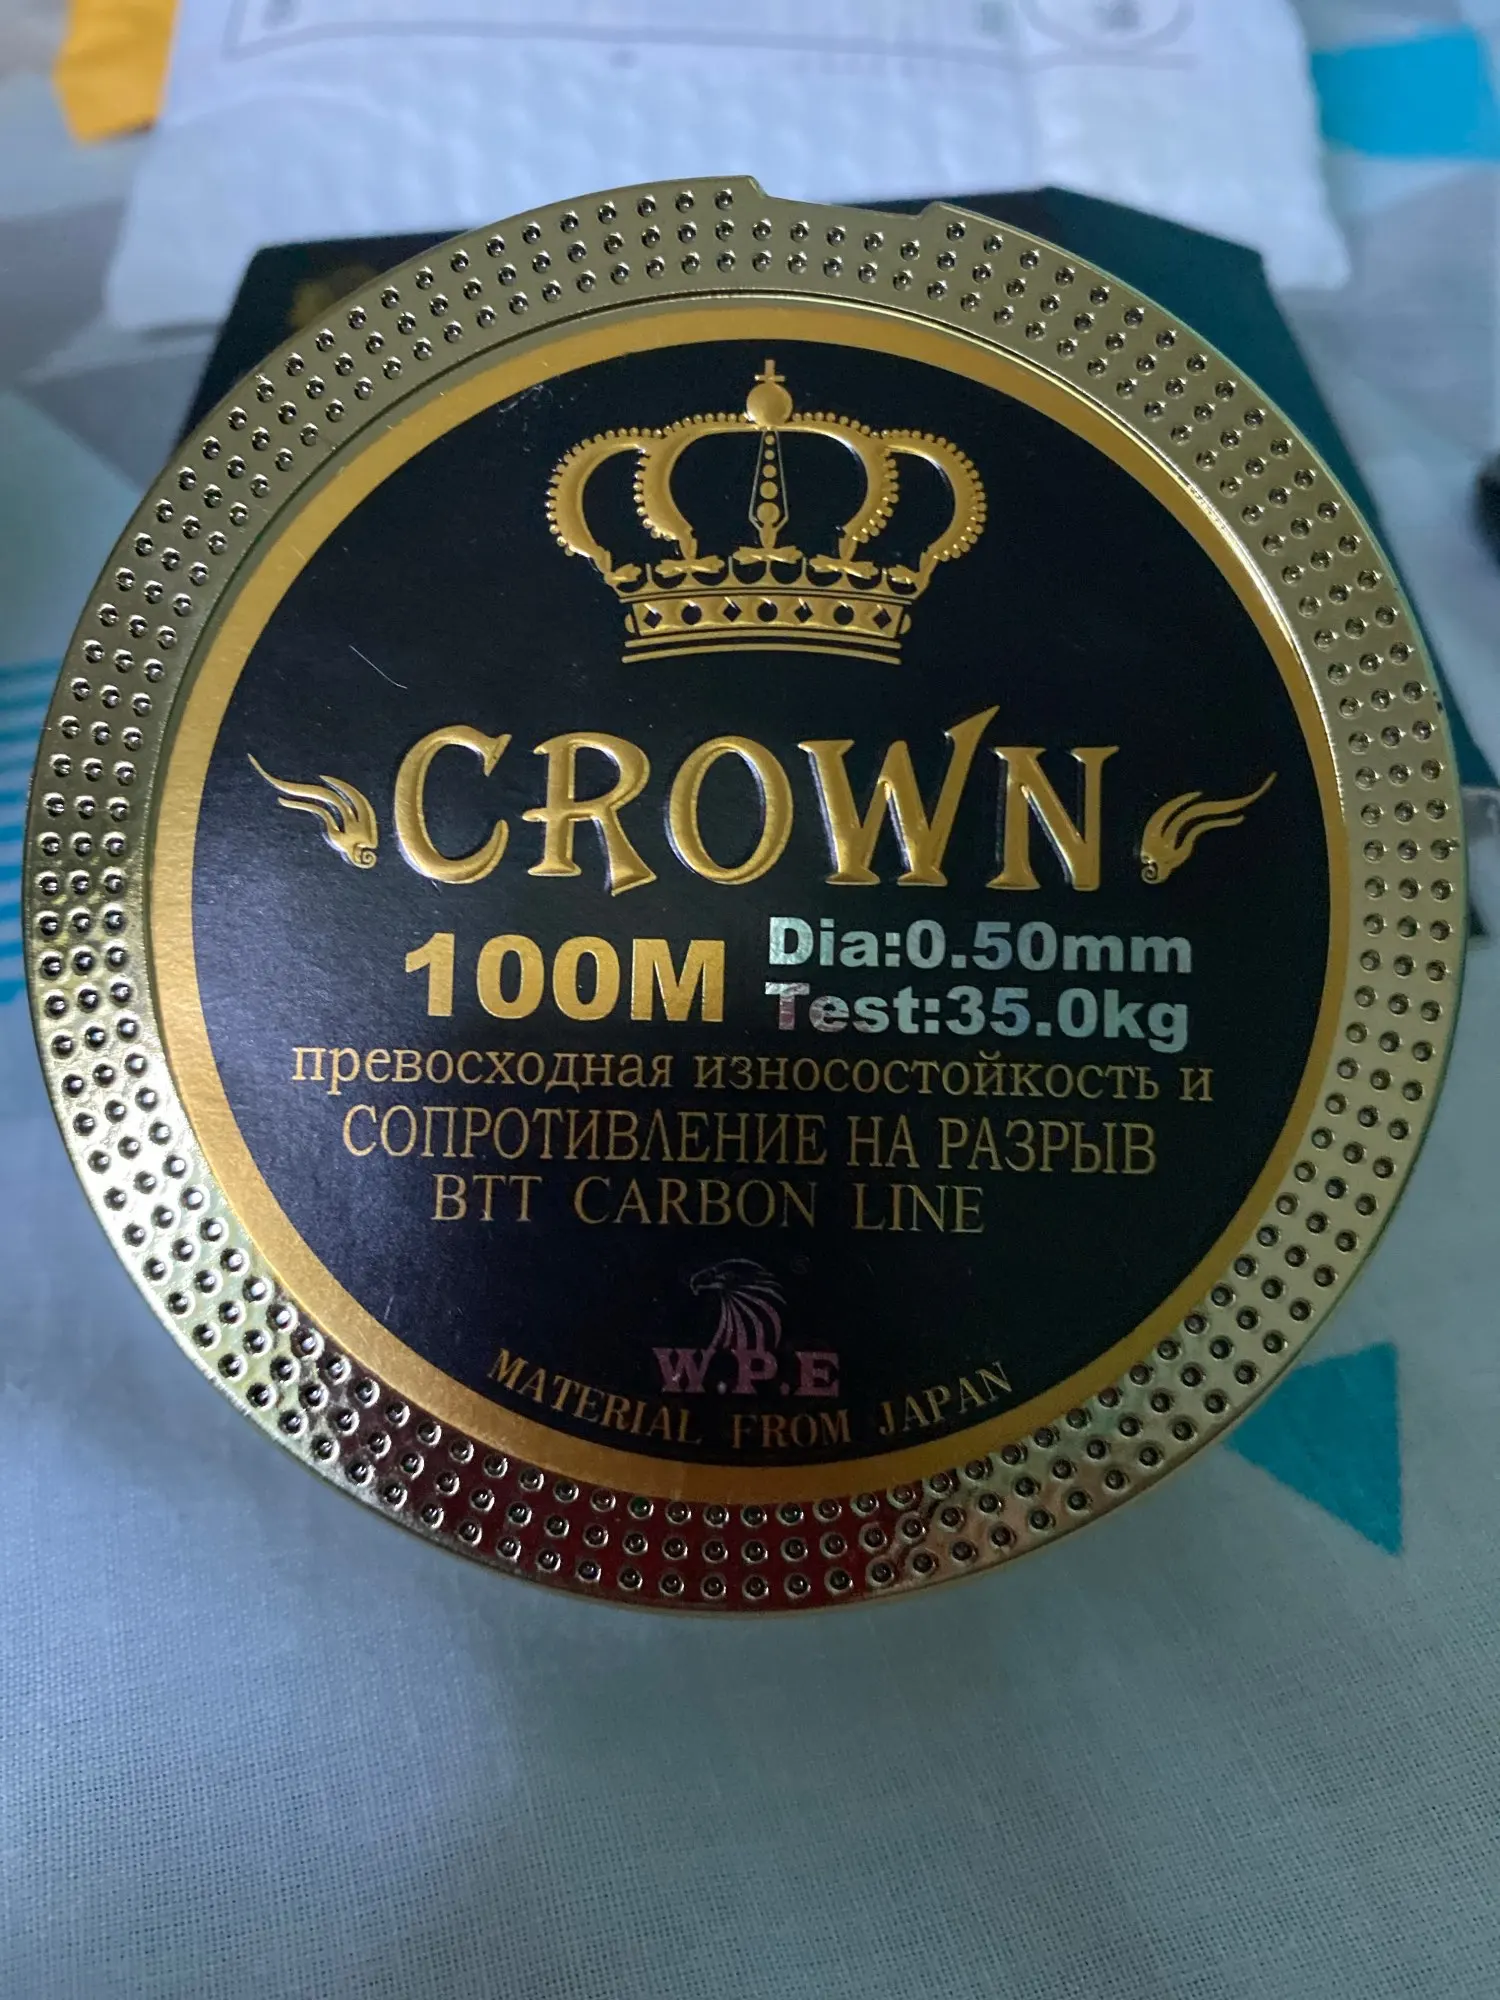 CROWN
100M
Dia:0.50mm
Test:35.0kg
превосходная износостойкость и
СОПРОТИВЛЕНИЕ НА РАЗРЫВ
BTT CARBON LINE
W.P.E
MATERIAL FROM JAPAN